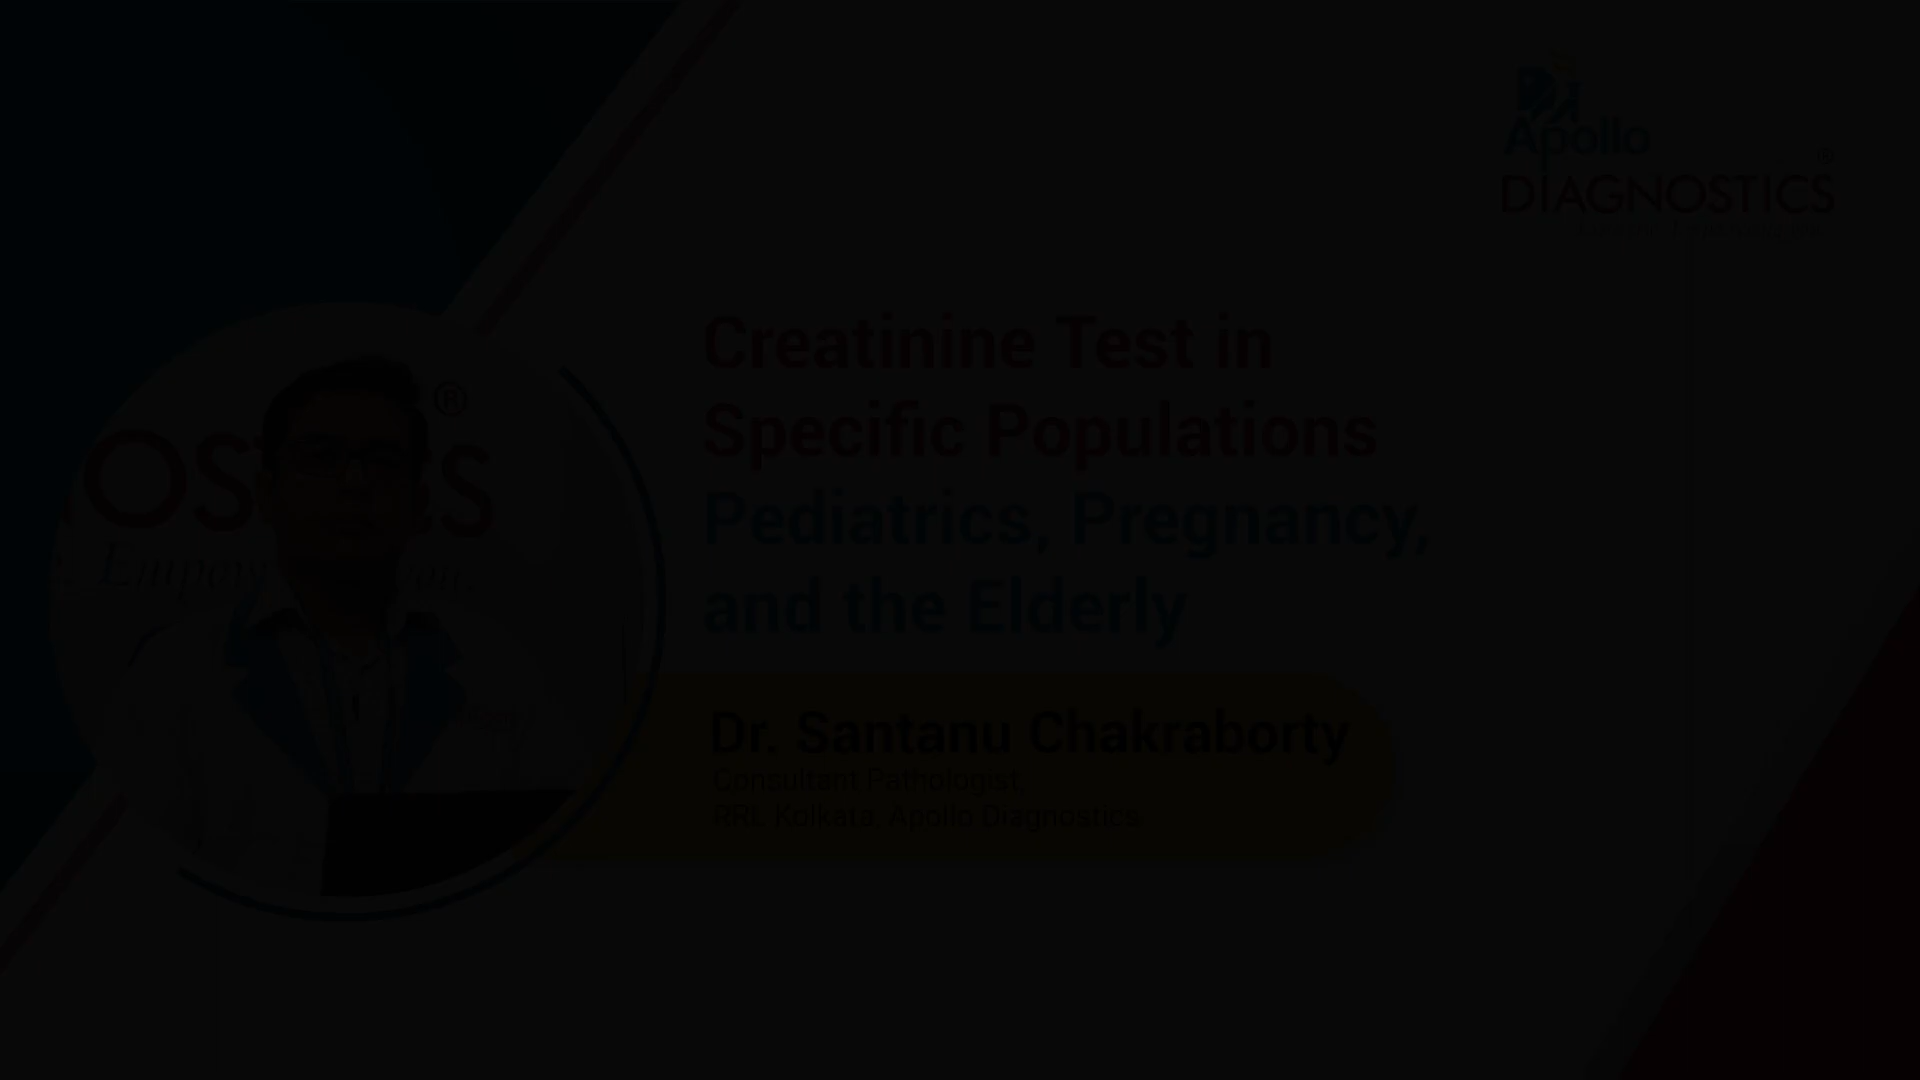 Apollo
DIAGNOSTICS®
Creatinine Test in
Specific Populations
Pediatrics, Pregnancy,
and the Elderly
Dr. Santanu Chakraborty
Consultant Pathologist,
RRL Kolkata, Apollo Diagnostics